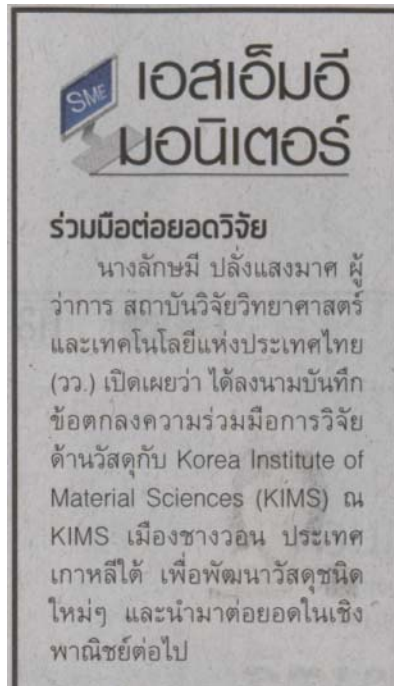 SME
เอสเอ็มอี
มอนิเตอร์
ร่วมมือต่อยอดวิจัย
นางลักษมี ปลั่งแสงมาศ ผู้
ว่าการ สถาบันวิจัยวิทยาศาสตร์
และเทคโนโลยีแห่งประเทศไทย
(วว.) เปิดเผยว่า ได้ลงนามบันทึก
ข้อตกลงความร่วมมือการวิจัย
ด้านวัสดุกับ Korea Institute of
Material Sciences (KIMS) ณ
KIMS เมืองชางวอน ประเทศ
เกาหลีใต้ เพื่อพัฒนาวัสดุชนิด
ใหม่ๆ และนำมาต่อยอดในเชิง
พาณิชย์ต่อไป